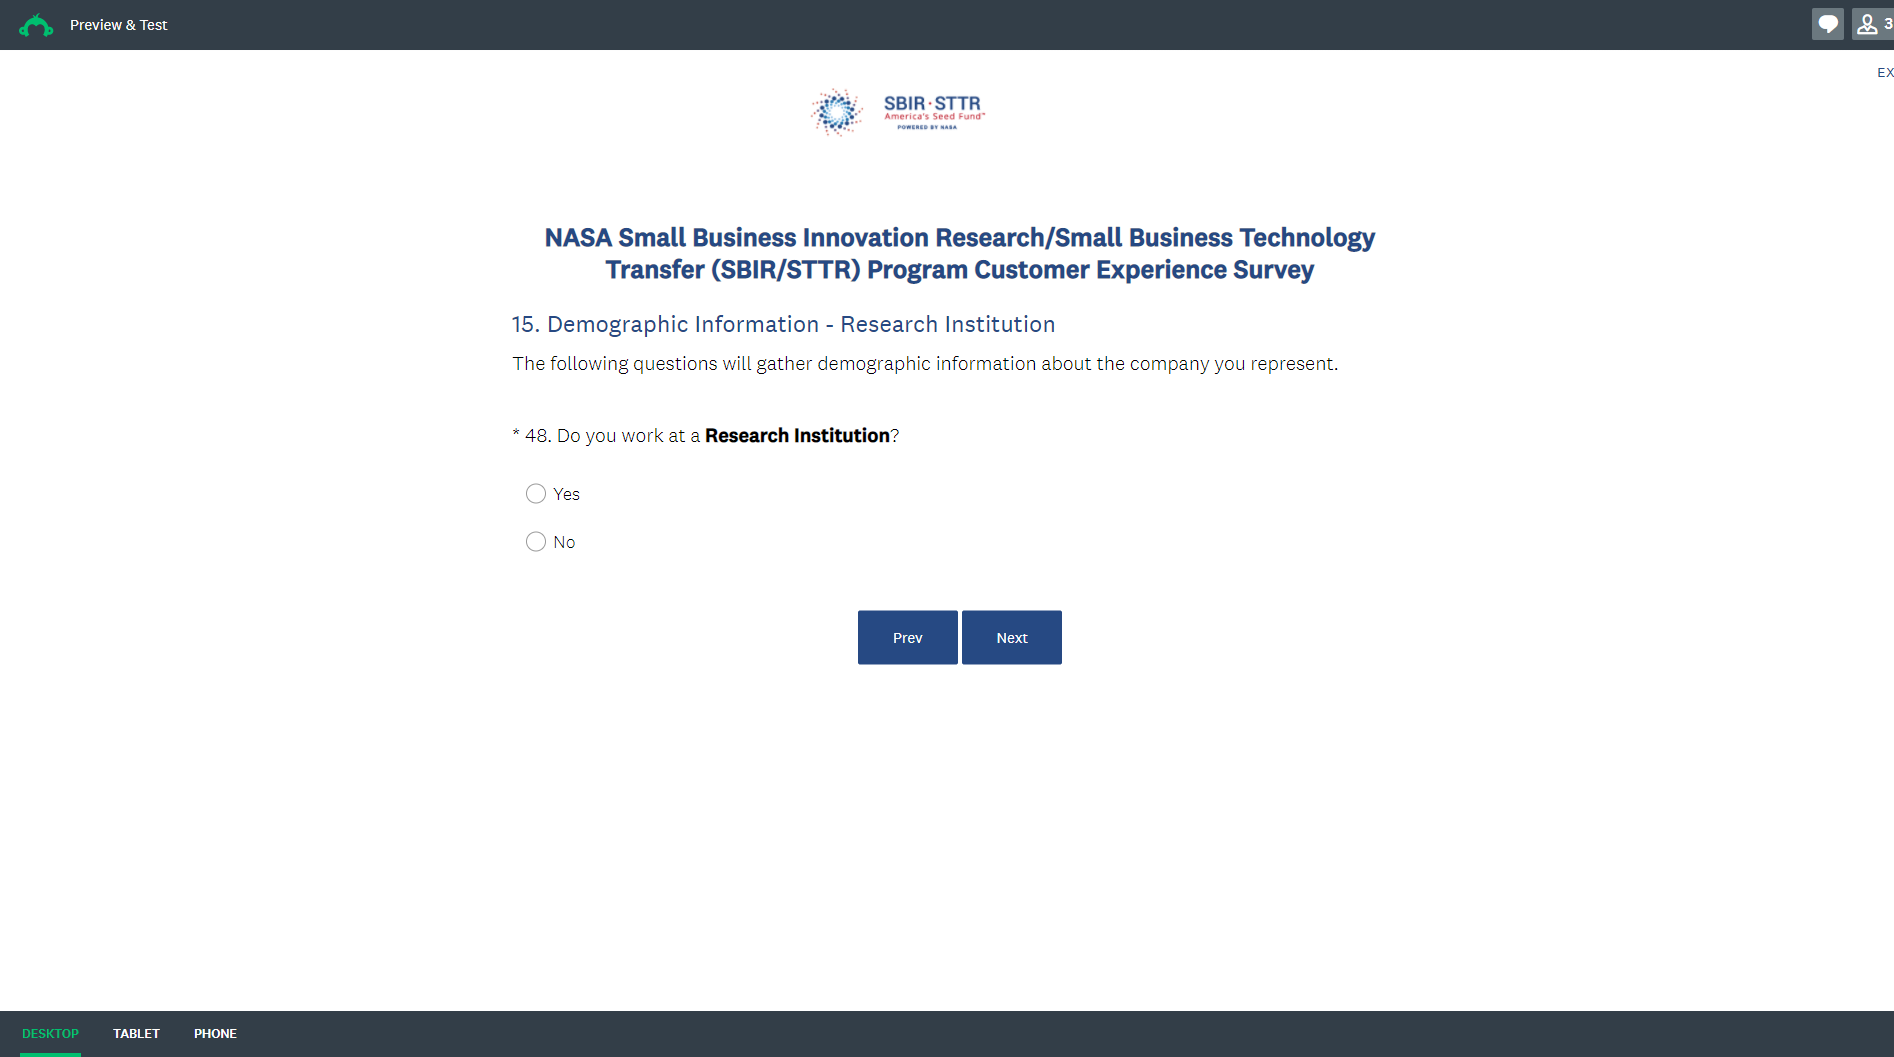 Preview & Test
3
EX
SBIR·STTR
America's Seed Fund™
POWERED BY NASA
NASA Small Business Innovation Research/Small Business Technology
Transfer (SBIR/STTR) Program Customer Experience Survey
15. Demographic Information - Research Institution
The following questions will gather demographic information about the company you represent.
* 48. Do you work at a Research Institution?
Yes
No
Prev Next
DESKTOP TABLET PHONE